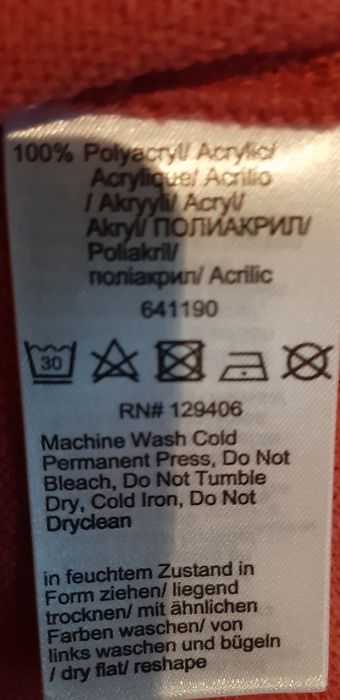 100% Polyacryl/ Acrylic/
Acrylique/ Acrilio
/ Akryyli/ Acryl/
Akryl/ ПОЛИАКРИЛ/
Poliakril/
поліакрил/ Acrilic
641190
30
RN# 129406
Machine Wash Cold
Permanent Press, Do Not
Bleach, Do Not Tumble
Dry, Cold Iron, Do Not
Dryclean
in feuchtem Zustand in
Form ziehen/ liegend
trocknen/ mit ähnlichen
Farben waschen/ von
links waschen und bügeln
/ dry flat/ reshape